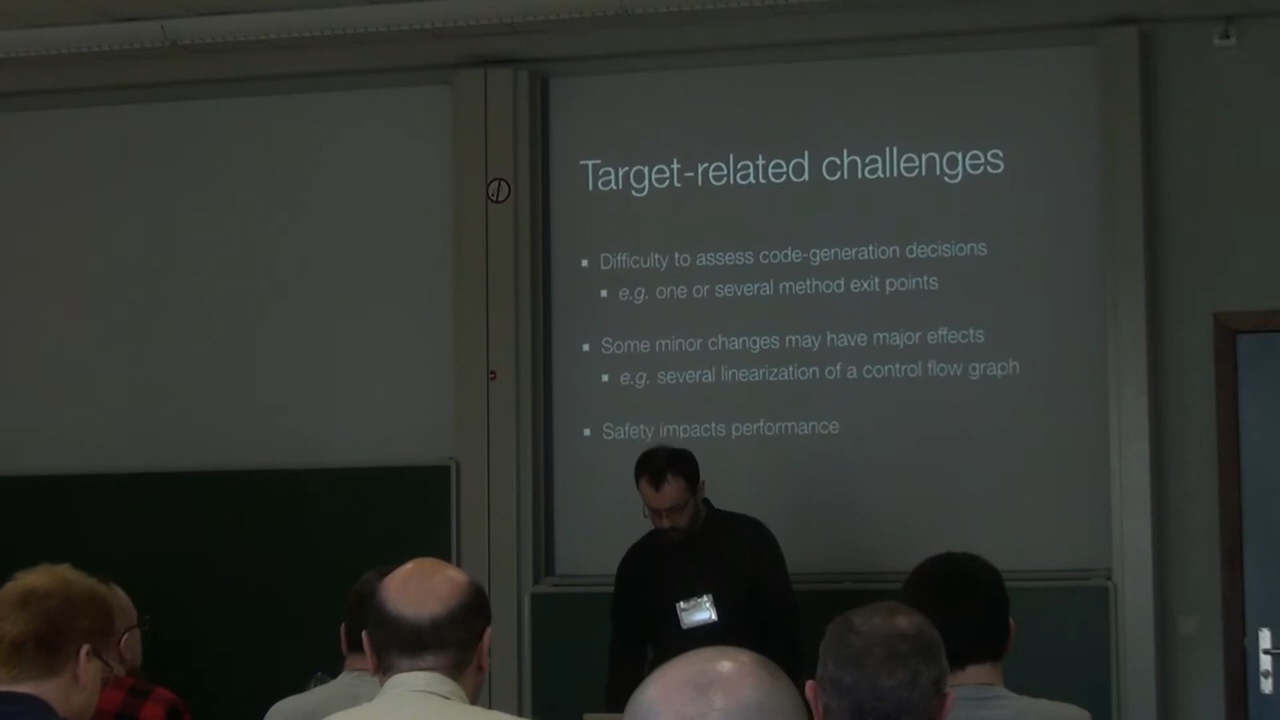 Target-related challenges
Difficulty to assess code-generation decisions
e.g. one or several method exit points
Some minor changes may have major effects
e.g. several linearization of a control flow graph
Safety impacts performance